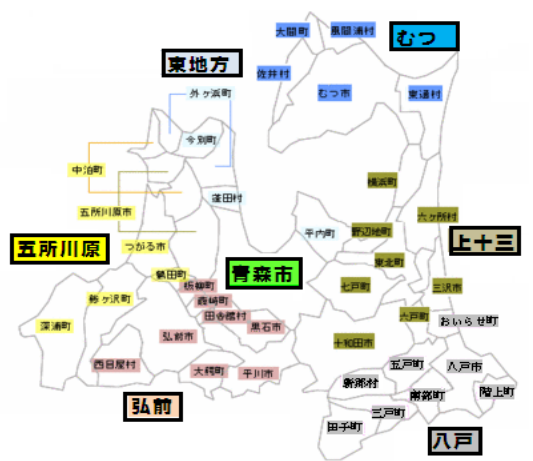 大間町
風間浦村
むつ
東地方
佐井村
むつ市
東通村
外ヶ浜町
今別町
中泊町
横浜町
蓬田村
五所川原市
六ヶ所村
平内町
野辺地町
つがる市
五所川原
上十三
東北町
青森市
鶴田町
板柳町
七戸町
三沢市
鰺ヶ沢町
藤崎町
田舎館村
六戸町
おいらせ町
深浦町
黒石市
弘前市
十和田市
西目屋村
五戸町
八戸市
大鰐町
平川市
新郷村
階上町
南部町
弘前
三戸町
田子町
八戸